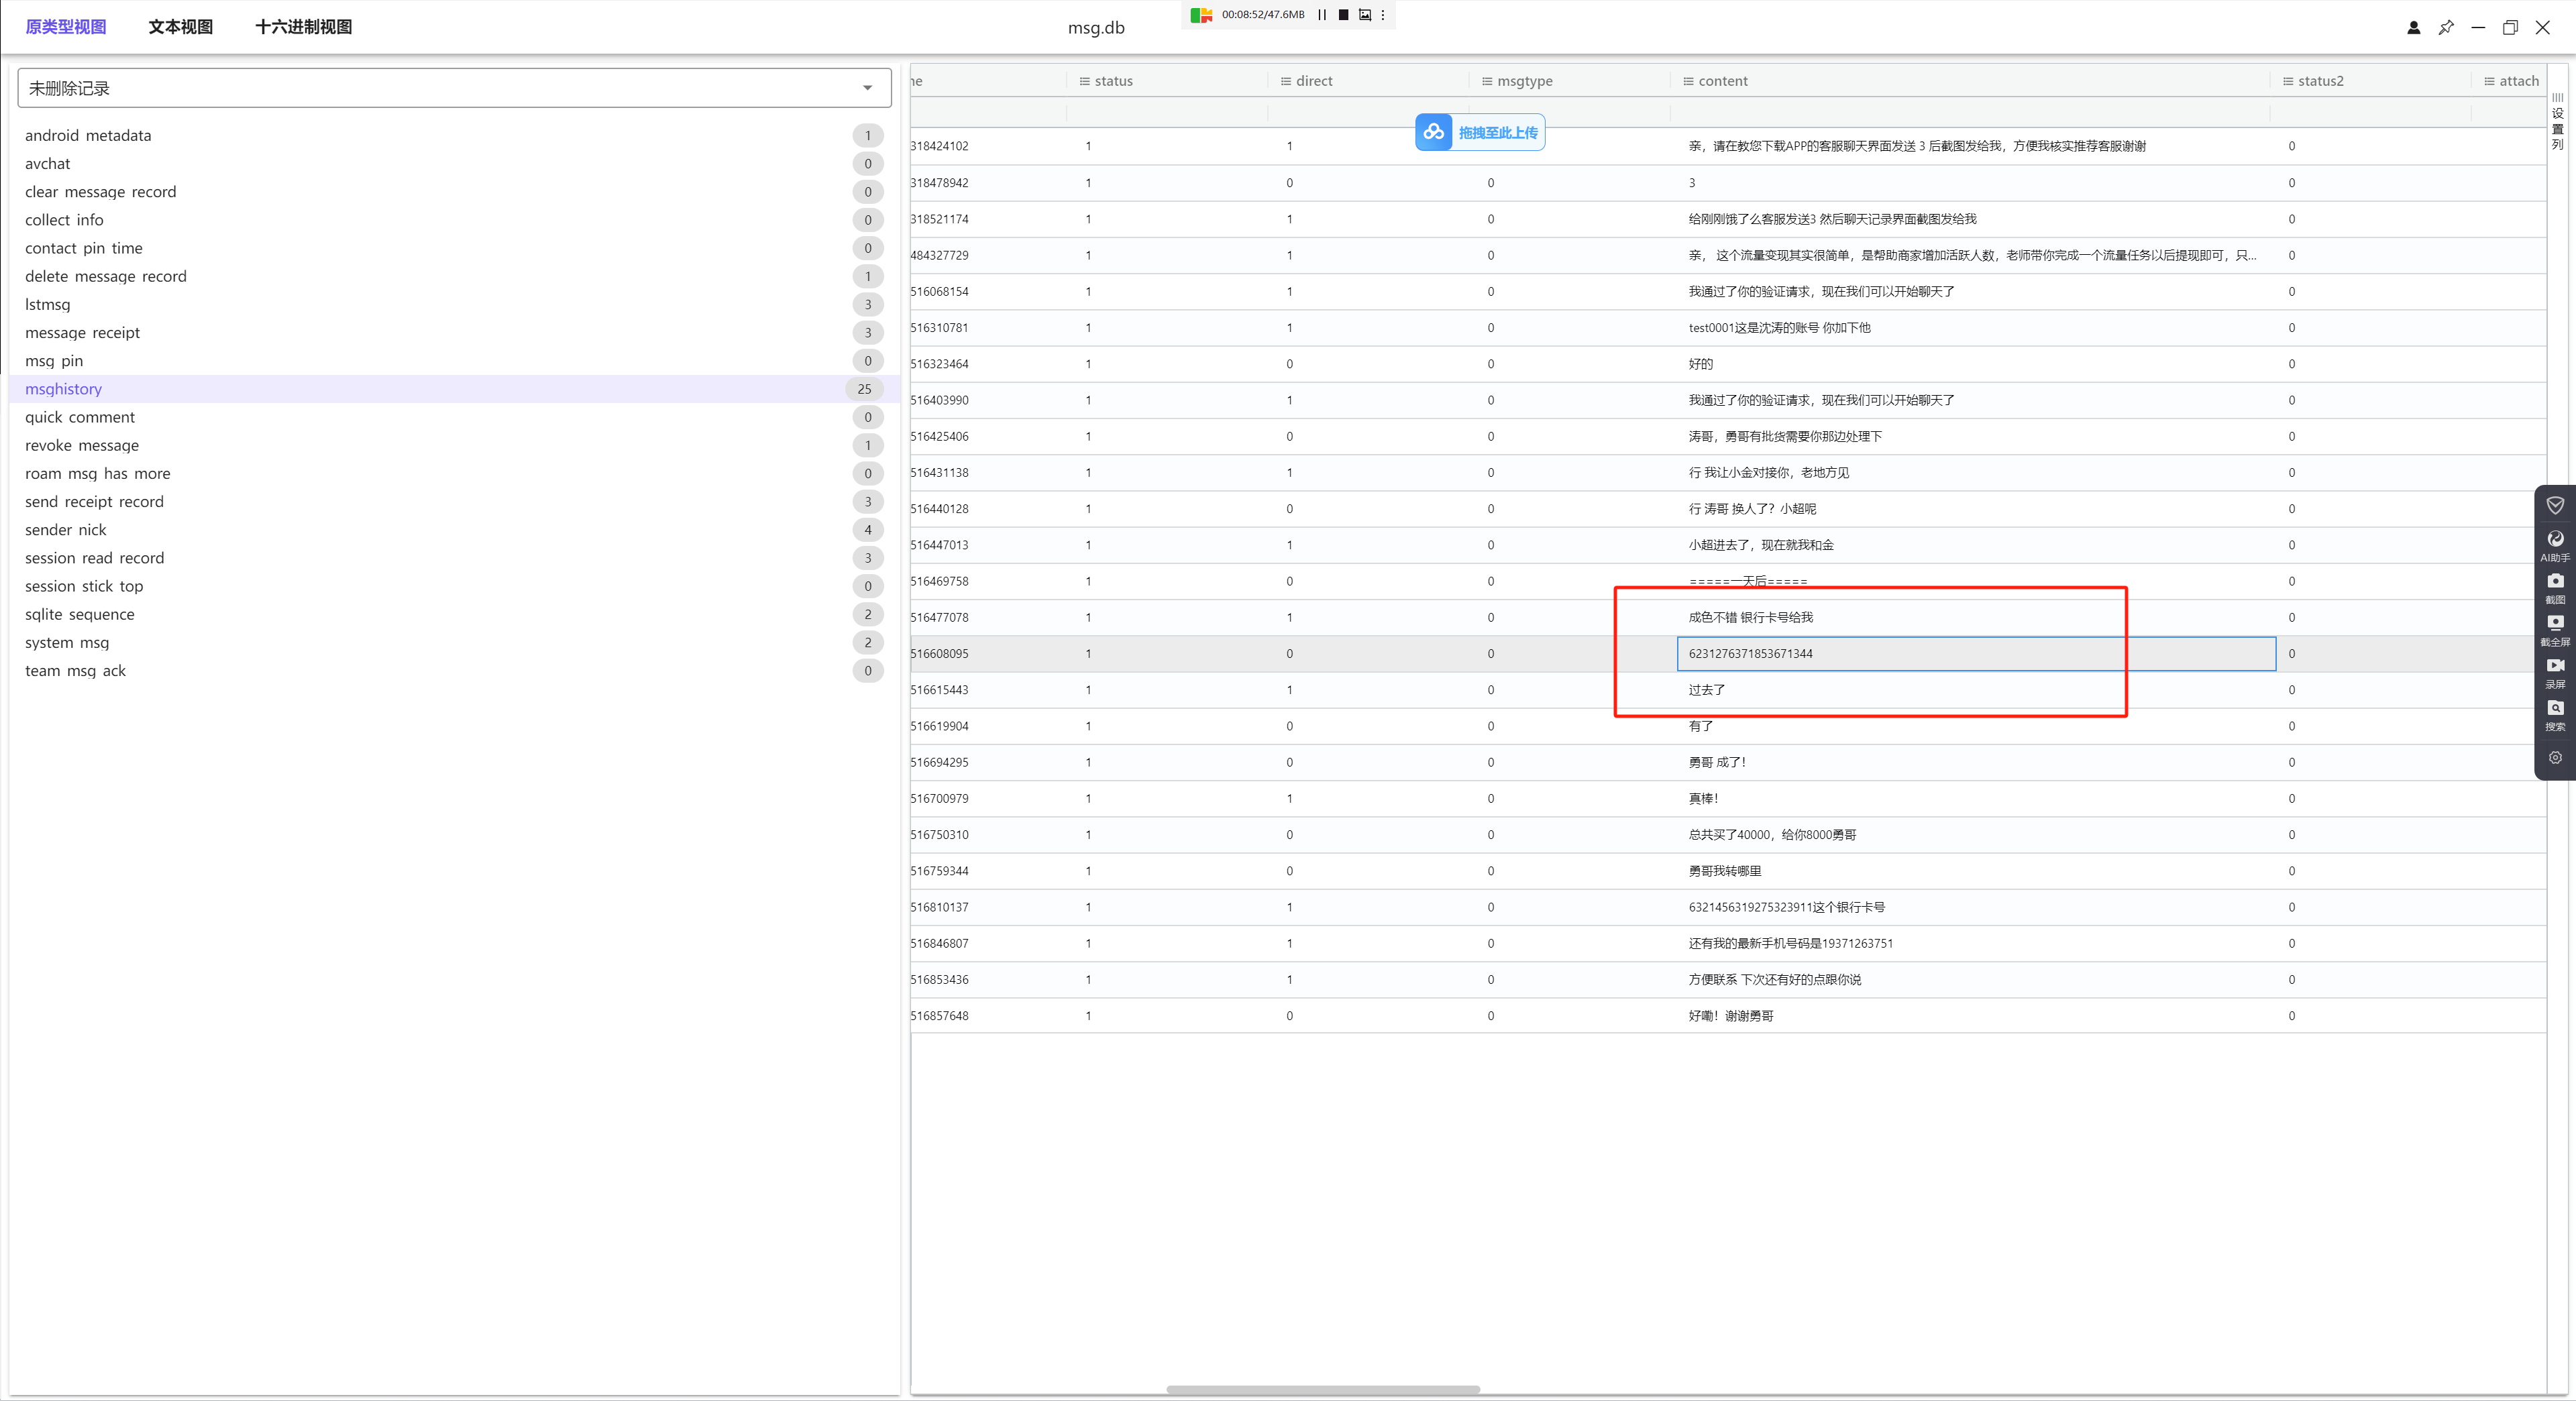 原类型视图 文本视图 十六进制视图 msg.db 00:08:52/47.6MB
未删除记录
android metadata 1
avchat 0
clear message record 0
collect info 0
contact pin time 0
delete message record 1
lstmsg 3
message receipt 3
msg pin 0
msghistory 25
quick comment 0
revoke message 1
roam msg has more 0
send receipt record 3
sender nick 4
session read record 3
session stick top 0
sqlite sequence 2
system msg 2
team msg ack 0
ne status direct msgtype content status2 attach
拖拽至此上传
318424102 1 1 亲，请在教您下载APP的客服聊天界面发送 3 后截图发给我，方便我核实推荐客服谢谢 0
318478942 1 0 0 3 0
318521174 1 1 0 给刚刚饿了么客服发送3 然后聊天记录界面截图发给我 0
484327729 1 1 0 亲， 这个流量变现其实很简单，是帮助商家增加活跃人数，老师带你完成一个流量任务以后提现即可，只... 0
516068154 1 1 0 我通过了你的验证请求，现在我们可以开始聊天了 0
516310781 1 1 0 test0001这是沈涛的账号 你加下他 0
516323464 1 0 0 好的 0
516403990 1 1 0 我通过了你的验证请求，现在我们可以开始聊天了 0
516425406 1 0 0 涛哥，勇哥有批货需要你那边处理下 0
516431138 1 1 0 行 我让小金对接你，老地方见 0
516440128 1 0 0 行 涛哥 换人了？小超呢 0
516447013 1 1 0 小超进去了，现在就我和金 0
516469758 1 0 0 =====一天后===== 0
516477078 1 1 0 成色不错 银行卡号给我 0
516608095 1 0 0 6231276371853671344 0
516615443 1 1 0 过去了 0
516619904 1 0 0 有了 0
516694295 1 0 0 勇哥 成了！ 0
516700979 1 1 0 真棒！ 0
516750310 1 0 0 总共买了40000，给你8000勇哥 0
516759344 1 0 0 勇哥我转哪里 0
516810137 1 1 0 6321456319275323911这个银行卡号 0
516846807 1 1 0 还有我的最新手机号码是19371263751 0
516853436 1 1 0 方便联系 下次还有好的点跟你说 0
516857648 1 0 0 好嘞！谢谢勇哥 0
设置列
AI助手
截图
截全屏
录屏
搜索